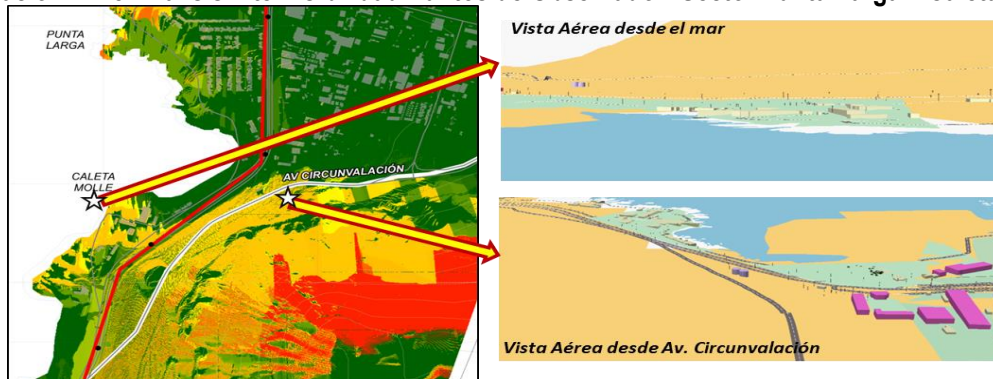 Vista Aérea desde el mar
PUNTA
LARGA
AV CIRCUNVALACIÓN
CALETA
MOLLE
Vista Aérea desde Av. Circunvalación